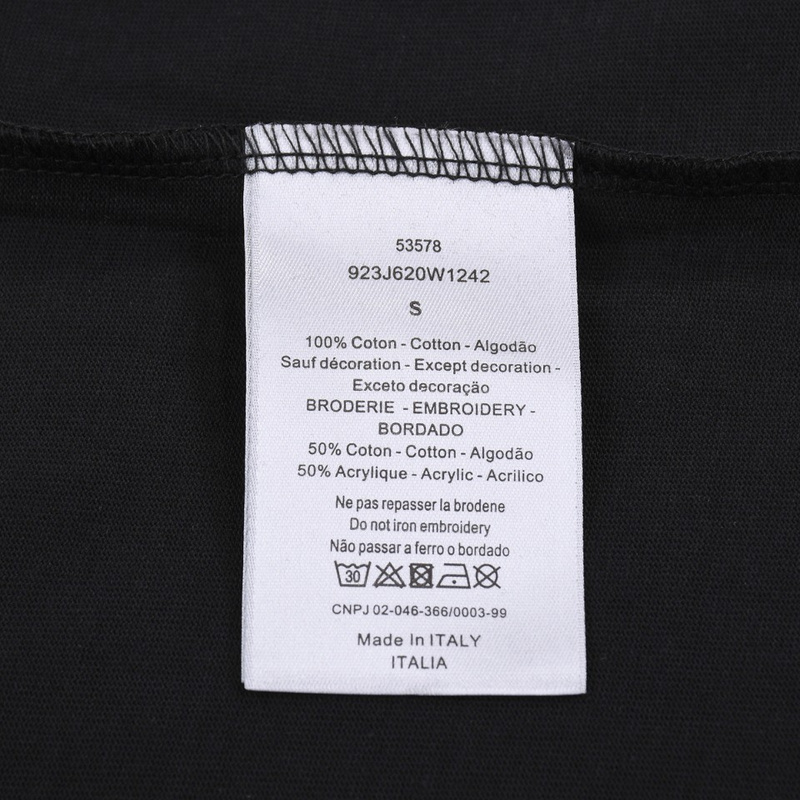 53578
923J620W1242
S
100% Coton - Cotton - Algodão
Sauf décoration - Except decoration -
Exceto decoração
BRODERIE - EMBROIDERY -
BORDADO
50% Coton - Cotton - Algodão
50% Acrylique - Acrylic - Acrilico
Ne pas repasser la brodene
Do not iron embroidery
Não passar a ferro o bordado
30
CNPJ 02-046-366/0003-99
Made In ITALY
ITALIA